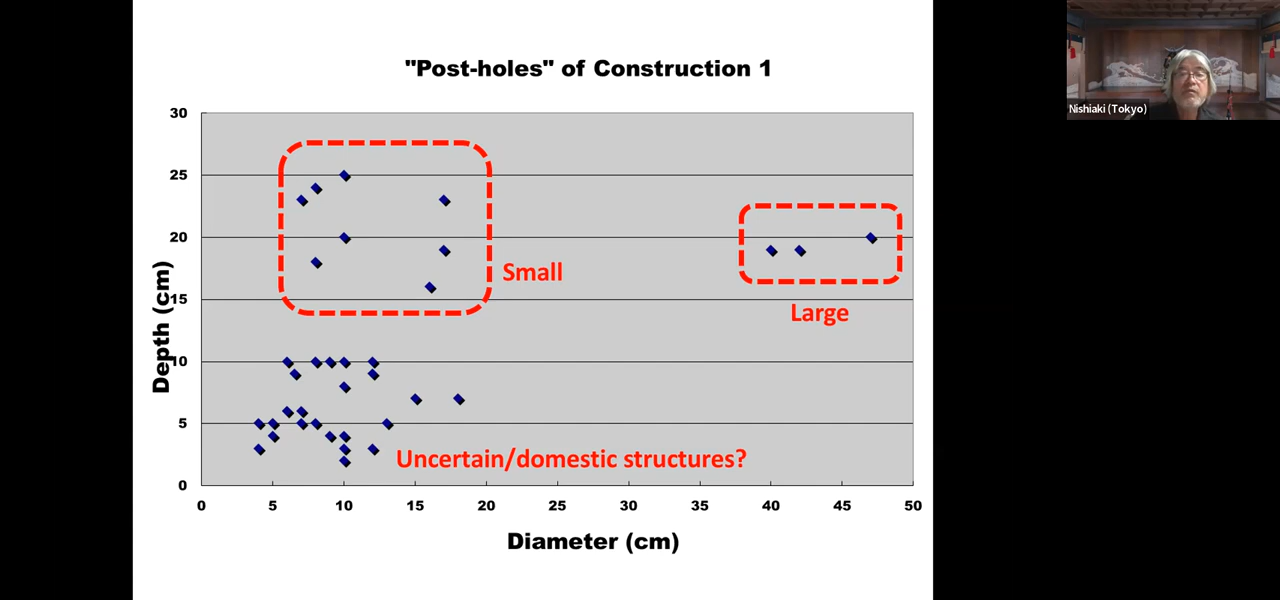 "Post-holes" of Construction 1
Nishiaki (Tokyo)
30
25
20
15
10
5
0
Depth (cm)
Small
Large
Uncertain/domestic structures?
0 5 10 15 20 25 30 35 40 45 50
Diameter (cm)